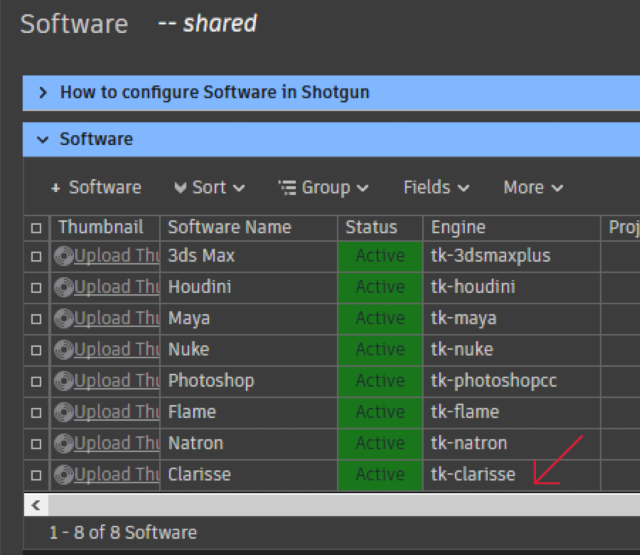 Software -- shared
How to configure Software in Shotgun
Software
+ Software Sort Group Fields More
Thumbnail Software Name Status Engine Proj
Upload Thu 3ds Max Active tk-3dsmaxplus
Upload Thu Houdini Active tk-houdini
Upload Thu Maya Active tk-maya
Upload Thu Nuke Active tk-nuke
Upload Thu Photoshop Active tk-photoshopcc
Upload Thu Flame Active tk-flame
Upload Thu Natron Active tk-natron
Upload Thu Clarisse Active tk-clarisse
1 - 8 of 8 Software